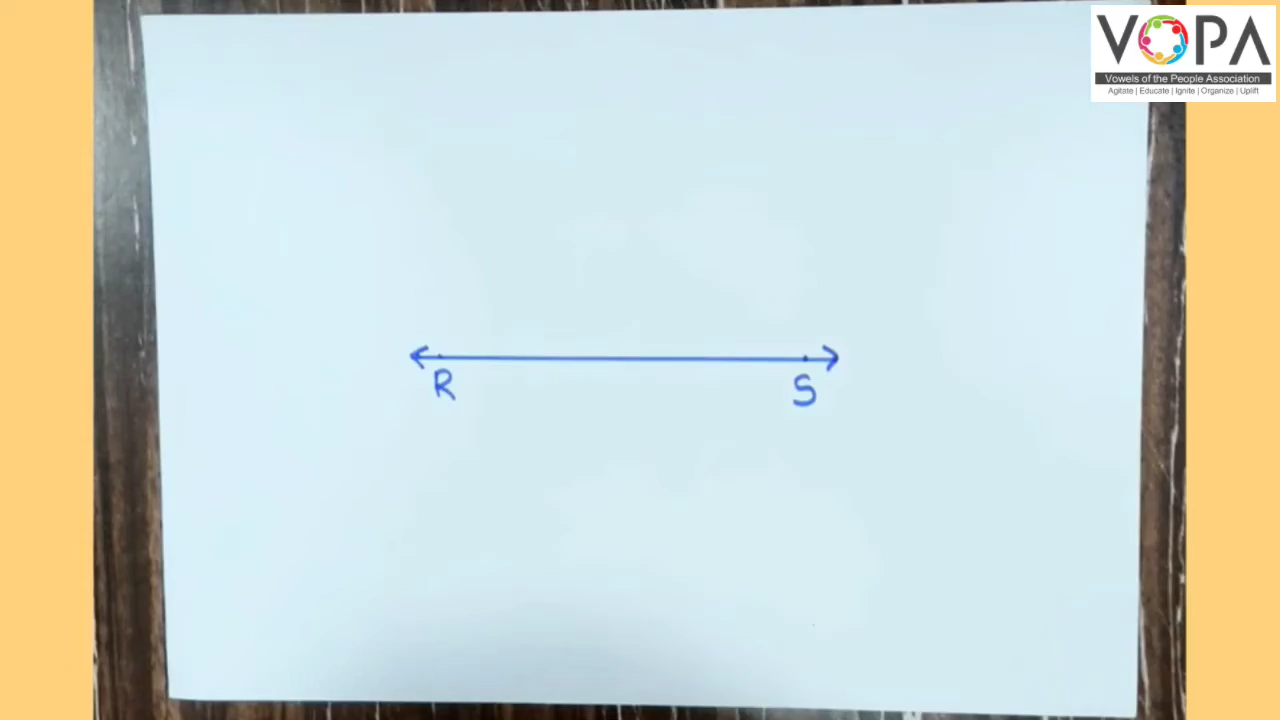 VOPA
Vowels of the People Association
Agitate | Educate | Ignite | Organize | Uplift
R
S